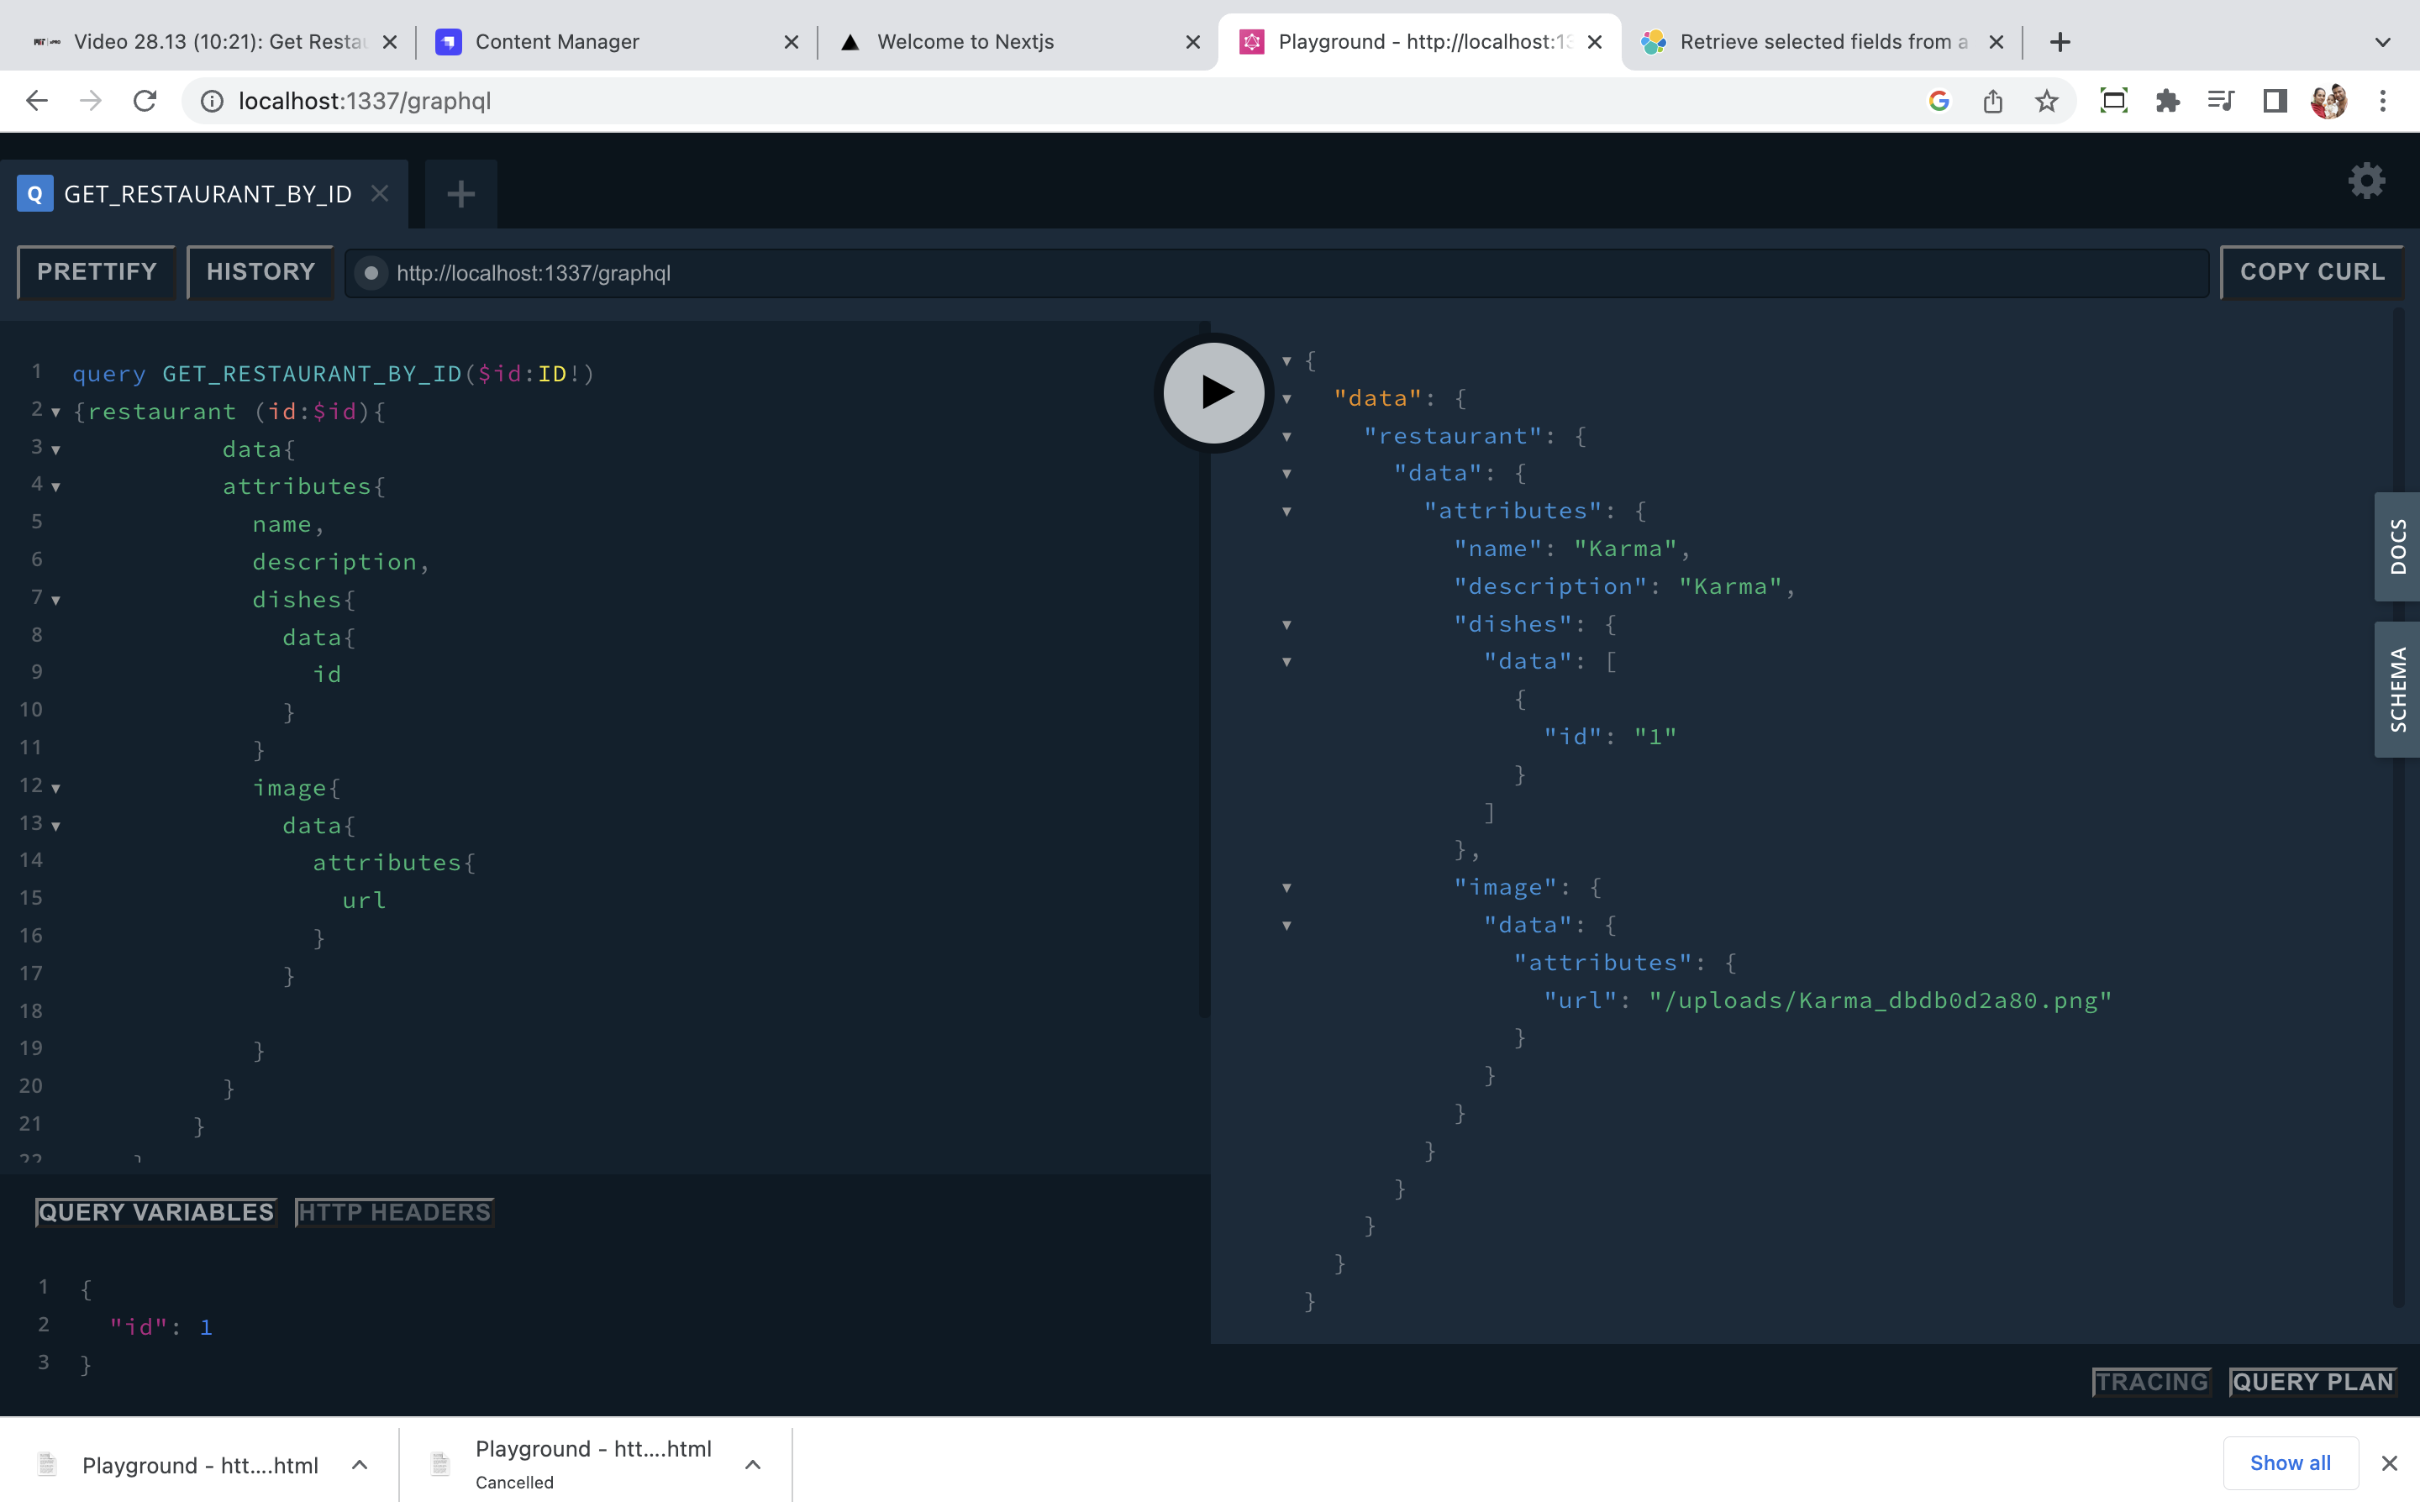 Video 28.13 (10:21): Get Resta
Content Manager
Welcome to Nextjs
Playground - http://localhost:13
Retrieve selected fields from a
localhost:1337/graphql
Q GET_RESTAURANT_BY_ID
PRETTIFY
HISTORY
http://localhost:1337/graphql
COPY CURL
1 query GET_RESTAURANT_BY_ID($id:ID!)
2 {restaurant (id:$id){
3 data{
4 attributes{
5 name,
6 description,
7 dishes{
8 data{
9 id
10 }
11 }
12 image{
13 data{
14 attributes{
15 url
16 }
17 }
18
19 }
20 }
21 }
22 }
QUERY VARIABLES
HTTP HEADERS
1 {
2 "id": 1
3 }
{
"data": {
"restaurant": {
"data": {
"attributes": {
"name": "Karma",
"description": "Karma",
"dishes": {
"data": [
{
"id": "1"
}
]
},
"image": {
"data": {
"attributes": {
"url": "/uploads/Karma_dbdb0d2a80.png"
}
}
}
}
}
}
}
}
DOCS
SCHEMA
TRACING
QUERY PLAN
Playground - htt....html
Playground - htt....html
Cancelled
Show all